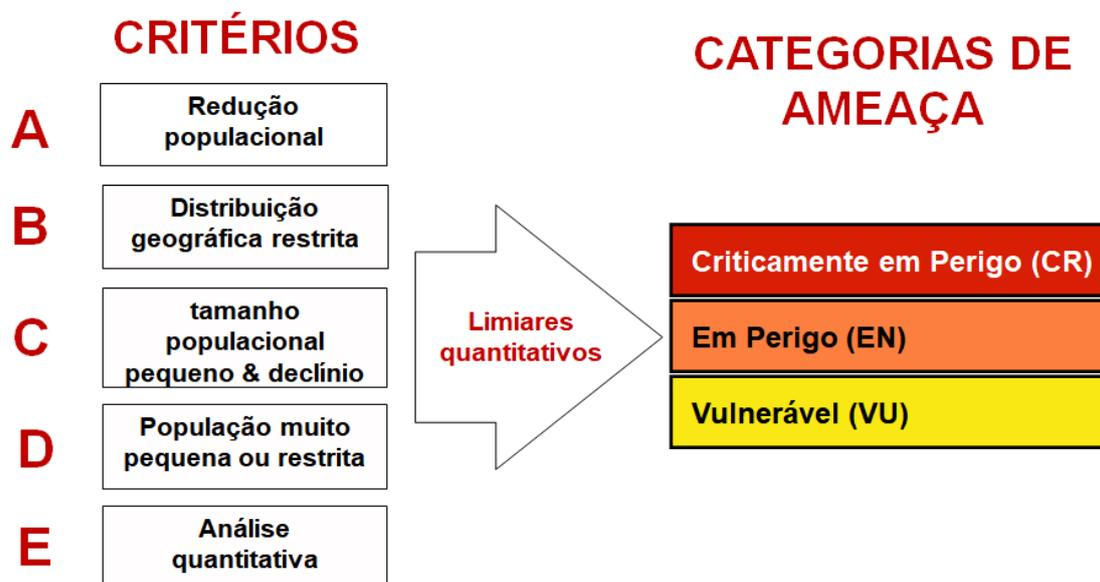 CRITÉRIOS
A
Redução
populacional
B
Distribuição
geográfica restrita
C
tamanho
populacional
pequeno & declínio
D
População muito
pequena ou restrita
E
Análise
quantitativa
Limiares
quantitativos
CATEGORIAS DE
AMEAÇA
Criticamente em Perigo (CR)
Em Perigo (EN)
Vulnerável (VU)